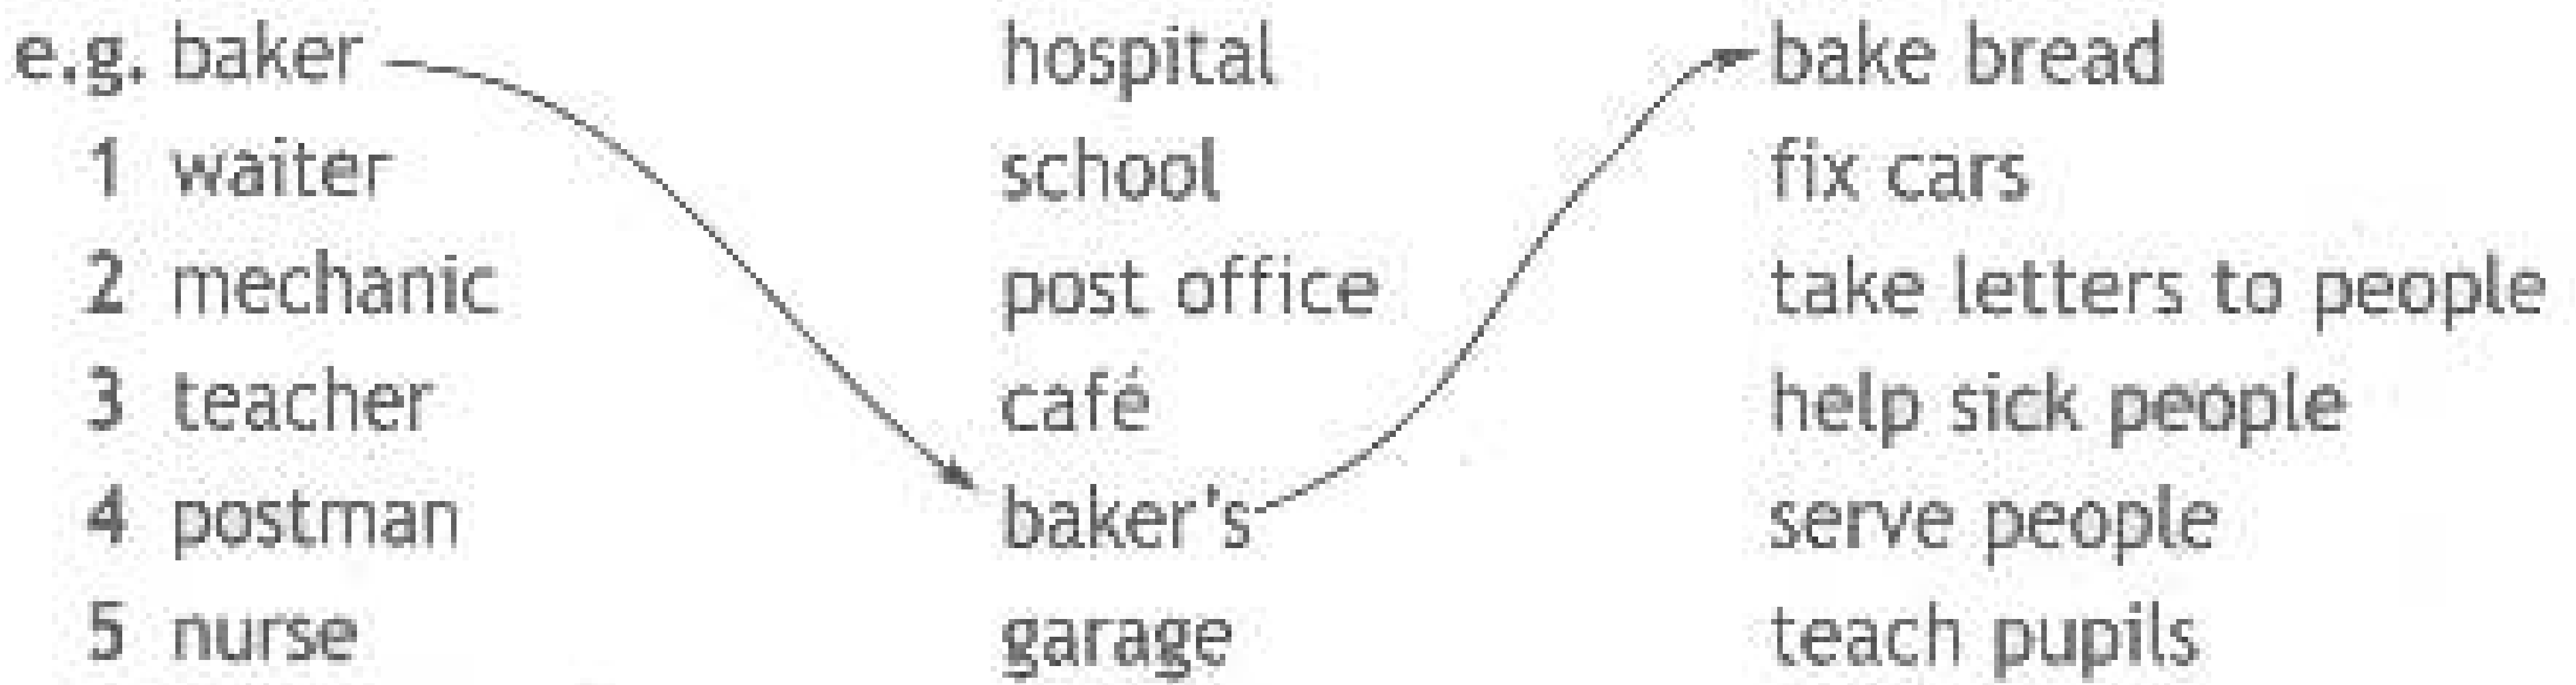 e.g. baker hospital bake bread
1 waiter school fix cars
2 mechanic post office take letters to people
3 teacher café help sick people
4 postman baker's serve people
5 nurse garage teach pupils